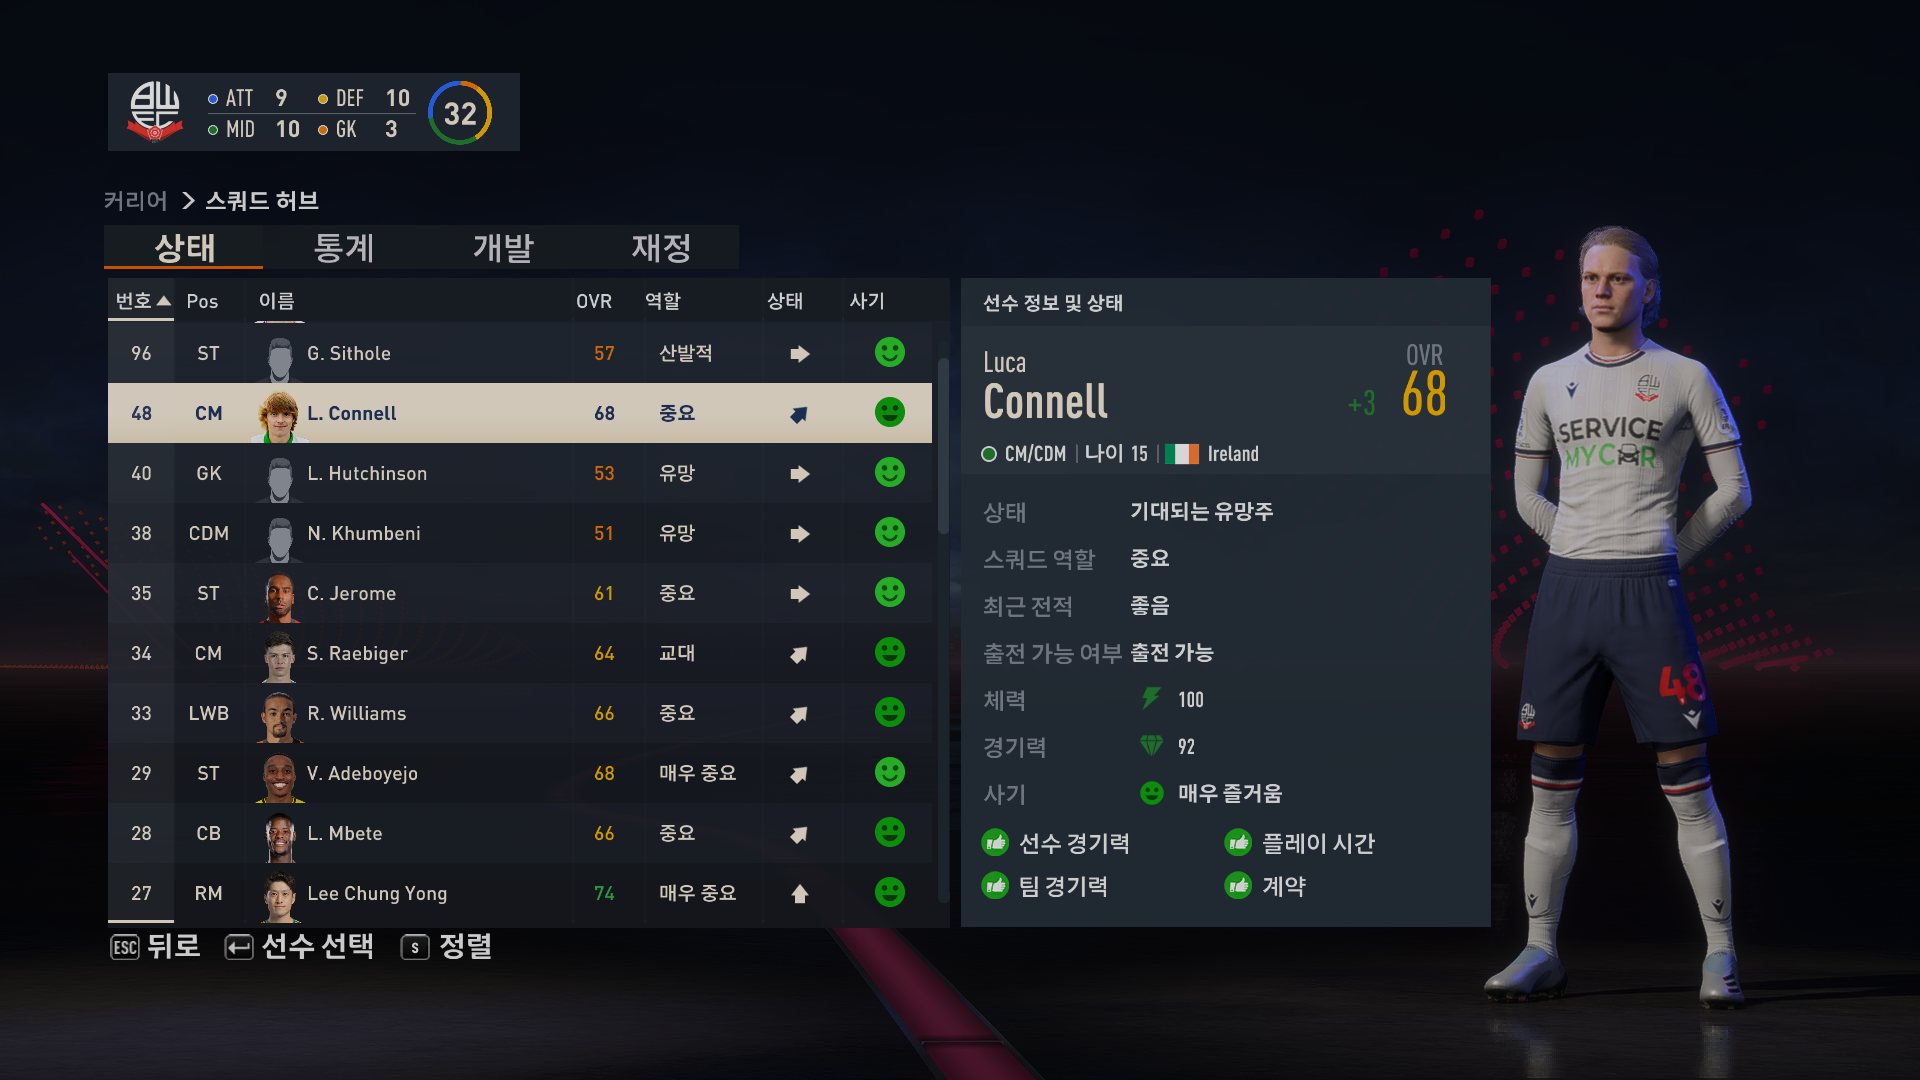 ATT 9 DEF 10
MID 10 GK 3
32
커리어 > 스쿼드 허브
상태 통계 개발 재정
번호 Pos 이름 OVR 역할 상태 사기
96 ST G. Sithole 57 산발적
48 CM L. Connell 68 중요
40 GK L. Hutchinson 53 유망
38 CDM N. Khumbeni 51 유망
35 ST C. Jerome 61 중요
34 CM S. Raebiger 64 교대
33 LWB R. Williams 66 중요
29 ST V. Adeboyejo 68 매우 중요
28 CB L. Mbete 66 중요
27 RM Lee Chung Yong 74 매우 중요
ESC 뒤로 선수 선택 S 정렬
선수 정보 및 상태
Luca
Connell
OVR
+3 68
CM/CDM | 나이 15 | Ireland
상태 기대되는 유망주
스쿼드 역할 중요
최근 전적 좋음
출전 가능 여부 출전 가능
체력 100
경기력 92
사기 매우 즐거움
선수 경기력 플레이 시간
팀 경기력 계약
SERVICE
MYCAR
48